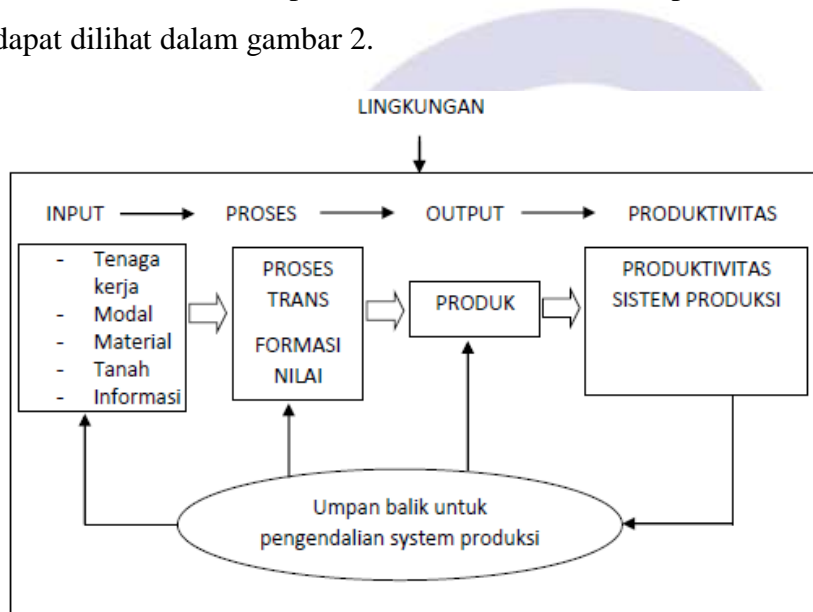 dapat dilihat dalam gambar 2.
LINGKUNGAN
INPUT
PROSES
OUTPUT
PRODUKTIVITAS
- Tenaga
kerja
- Modal
- Material
- Tanah
- Informasi
PROSES
TRANS
FORMASI
NILAI
PRODUK
PRODUKTIVITAS
SISTEM PRODUKSI
Umpan balik untuk
pengendalian system produksi